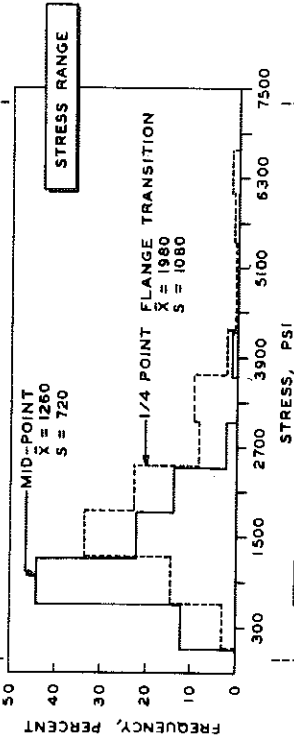 STRESS RANGE
MID-POINT
X̄ = 1260
S = 720
1/4 POINT FLANGE TRANSITION
X̄ = 1980
S = 1080
FREQUENCY, PERCENT
50
40
30
20
10
0
300
1500
2700
3900
5100
6300
7500
STRESS, PSI